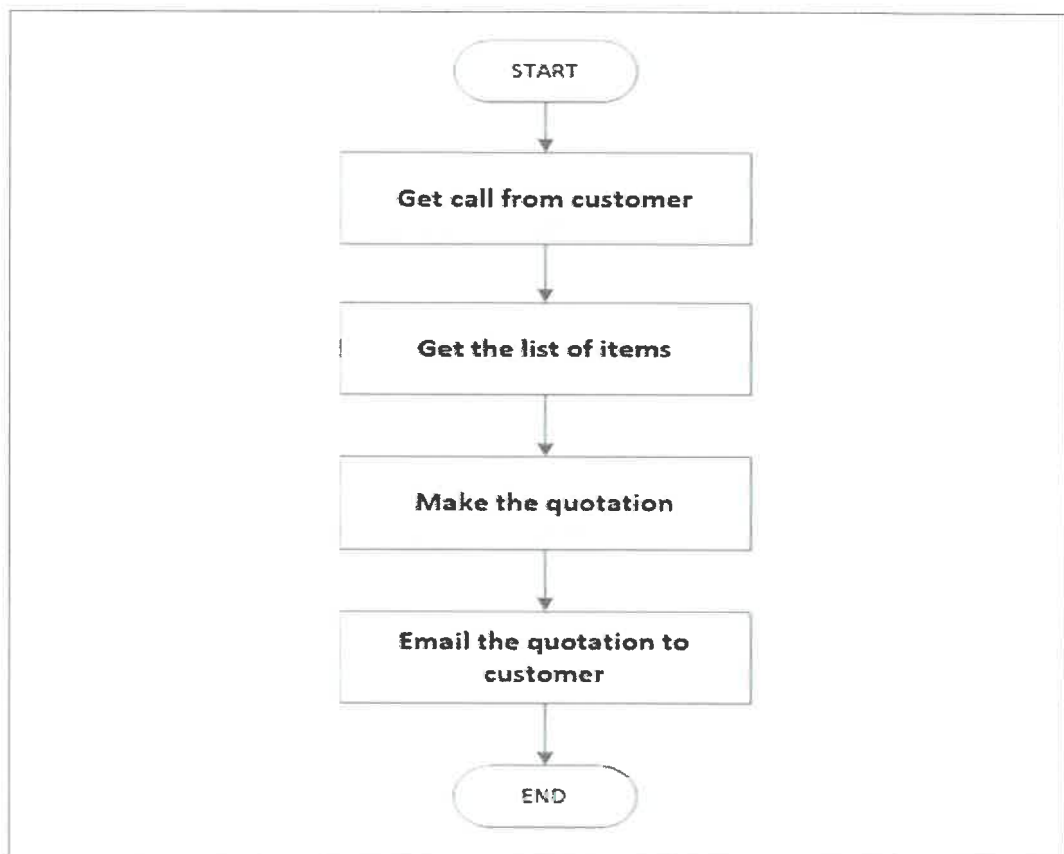 START
Get call from customer
Get the list of items
Make the quotation
Email the quotation to
customer
END